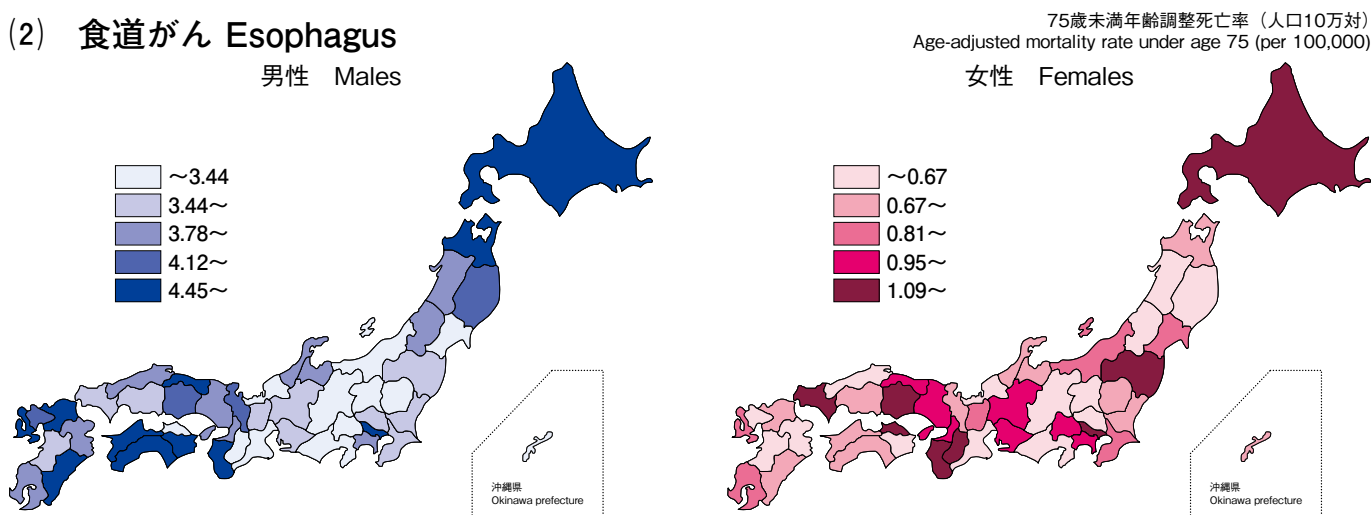 (2) 食道がん Esophagus
75歳未満年齢調整死亡率（人口10万対）
Age-adjusted mortality rate under age 75 (per 100,000)
男性 Males
～3.44
3.44～
3.78～
4.12～
4.45～
沖縄県
Okinawa prefecture
女性 Females
～0.67
0.67～
0.81～
0.95～
1.09～
沖縄県
Okinawa prefecture